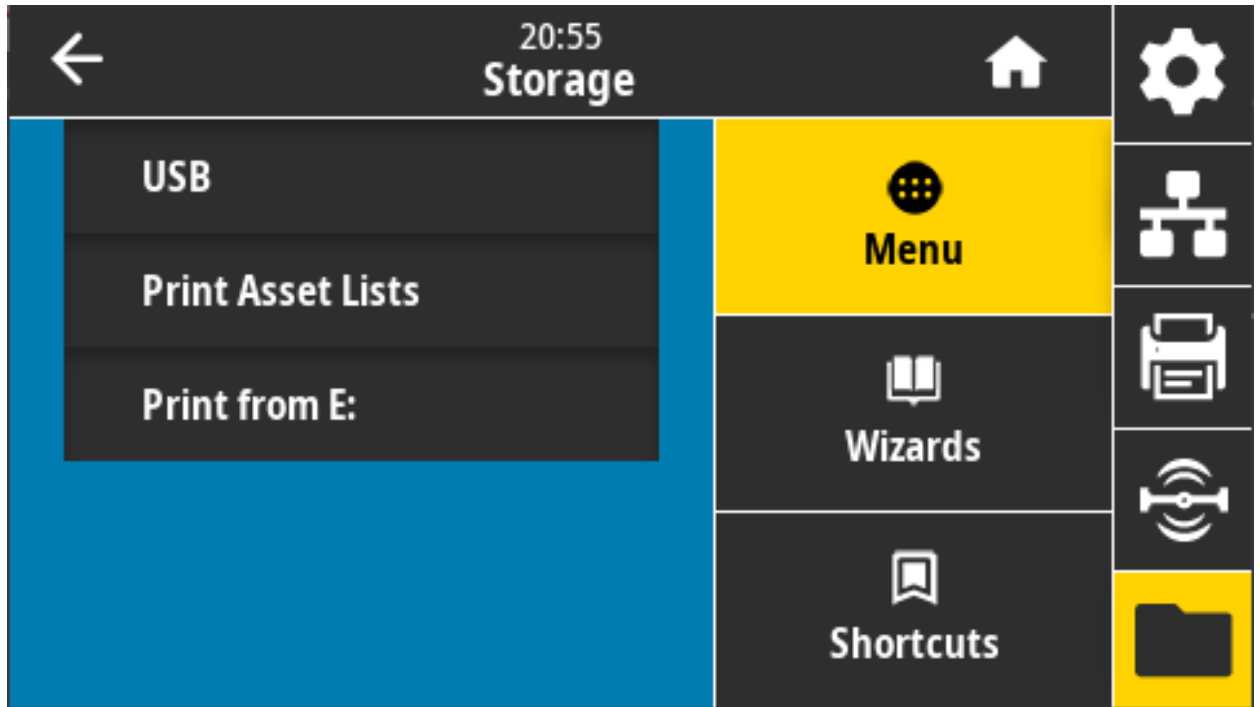 20:55
Storage
USB
Print Asset Lists
Print from E:
Menu
Wizards
Shortcuts